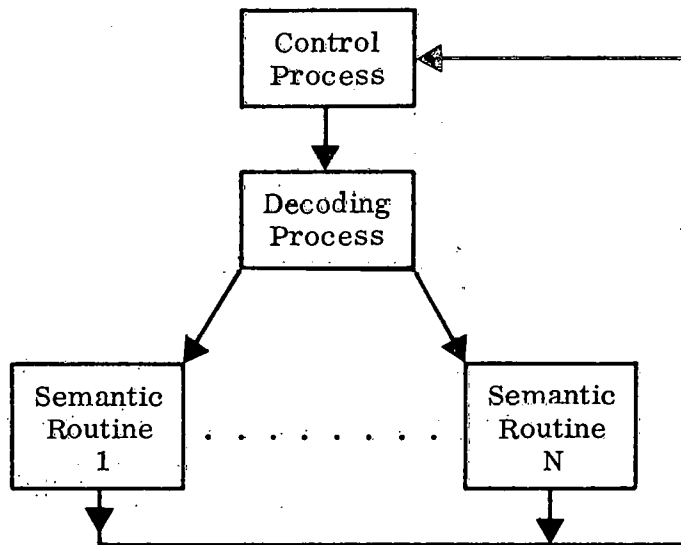 Control
Process
Decoding
Process
Semantic
Routine
1
. . . . . . . .
Semantic
Routine
N